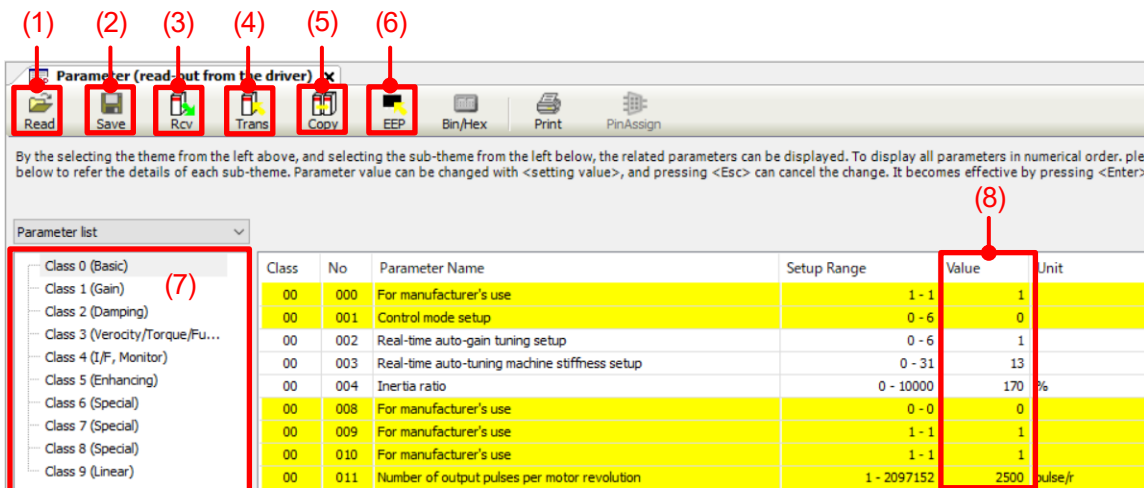 (1) (2) (3) (4) (5) (6)
Parameter (read-out from the driver) x
Read Save Rcv Trans Copy EEP Bin/Hex Print PinAssign
By the selecting the theme from the left above, and selecting the sub-theme from the left below, the related parameters can be displayed. To display all parameters in numerical order. ple
below to refer the details of each sub-theme. Parameter value can be changed with <setting value>, and pressing <Esc> can cancel the change. It becomes effective by pressing <Enter>
(8)
Parameter list
Class 0 (Basic)
Class 1 (Gain)
Class 2 (Damping)
Class 3 (Verocity/Torque/Fu...
Class 4 (I/F, Monitor)
Class 5 (Enhancing)
Class 6 (Special)
Class 7 (Special)
Class 8 (Special)
Class 9 (Linear)
(7)
Class No Parameter Name Setup Range Value Unit
00 000 For manufacturer's use 1 - 1 1
00 001 Control mode setup 0 - 6 0
00 002 Real-time auto-gain tuning setup 0 - 6 1
00 003 Real-time auto-tuning machine stiffness setup 0 - 31 13
00 004 Inertia ratio 0 - 10000 170 %
00 008 For manufacturer's use 0 - 0 0
00 009 For manufacturer's use 1 - 1 1
00 010 For manufacturer's use 1 - 1 1
00 011 Number of output pulses per motor revolution 1 - 2097152 2500 pulse/r